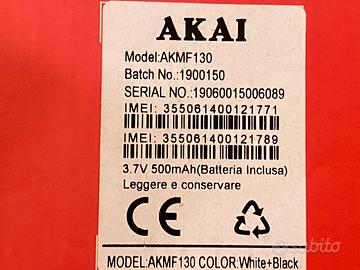 AKAI
Model:AKMF130
Batch No.:1900150
SERIAL NO.:19060015006089
IMEI: 355061400121771
IMEI: 355061400121789
3.7V 500mAh(Batteria Inclusa)
Leggere e conservare
CE
MODEL:AKMF130 COLOR:White+Black
subito